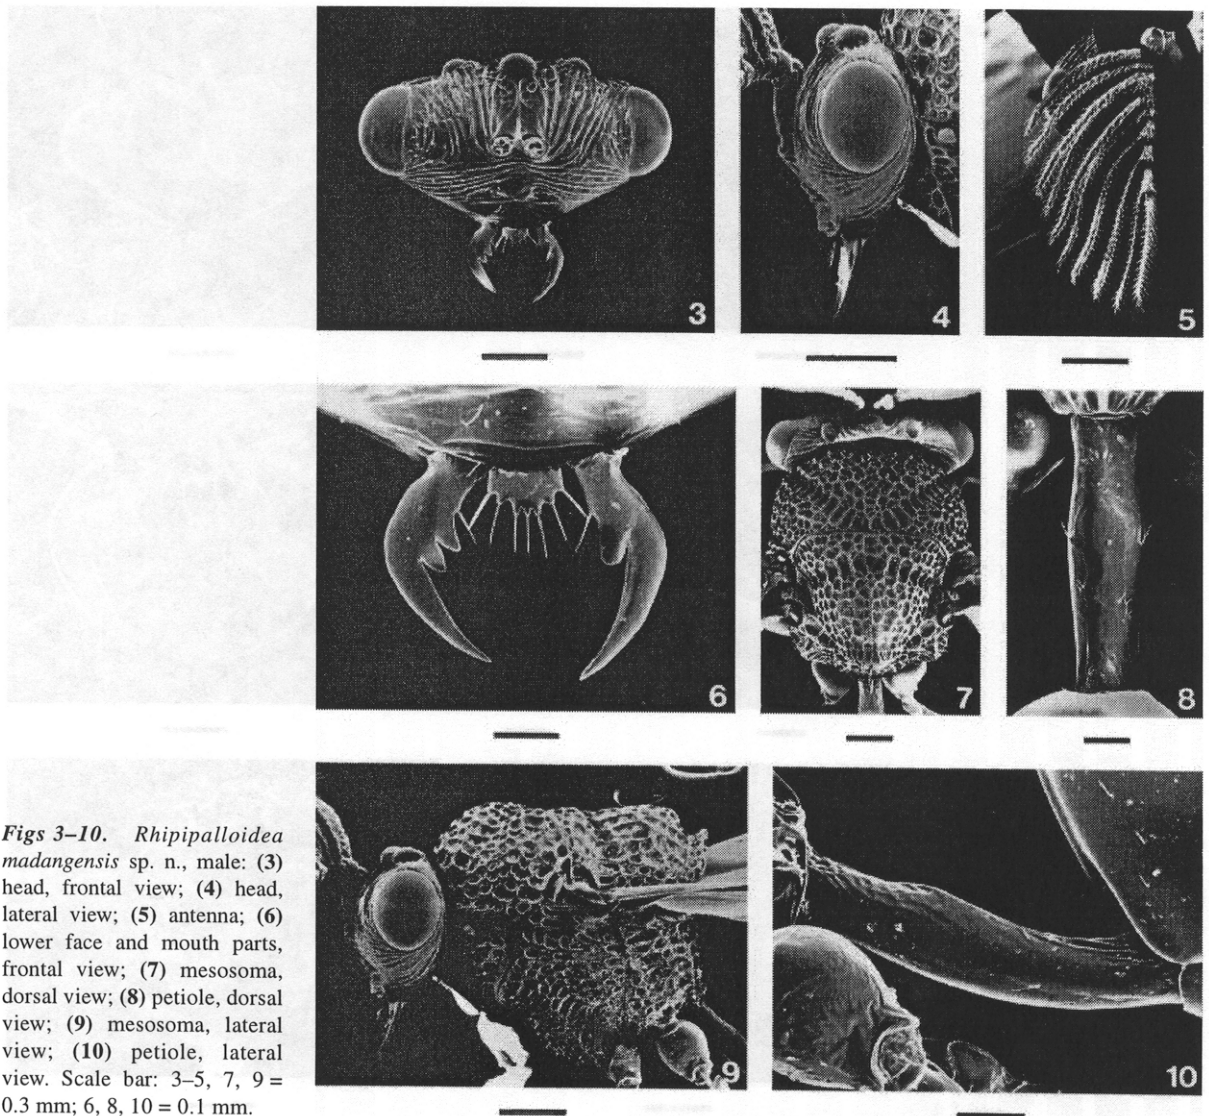 3
4
5
6
7
8
9
10
Figs 3–10. Rhipipalloidea
madangensis sp. n., male: (3)
head, frontal view; (4) head,
lateral view; (5) antenna; (6)
lower face and mouth parts,
frontal view; (7) mesosoma,
dorsal view; (8) petiole, dorsal
view; (9) mesosoma, lateral
view; (10) petiole, lateral
view. Scale bar: 3–5, 7, 9 =
0.3 mm; 6, 8, 10 = 0.1 mm.